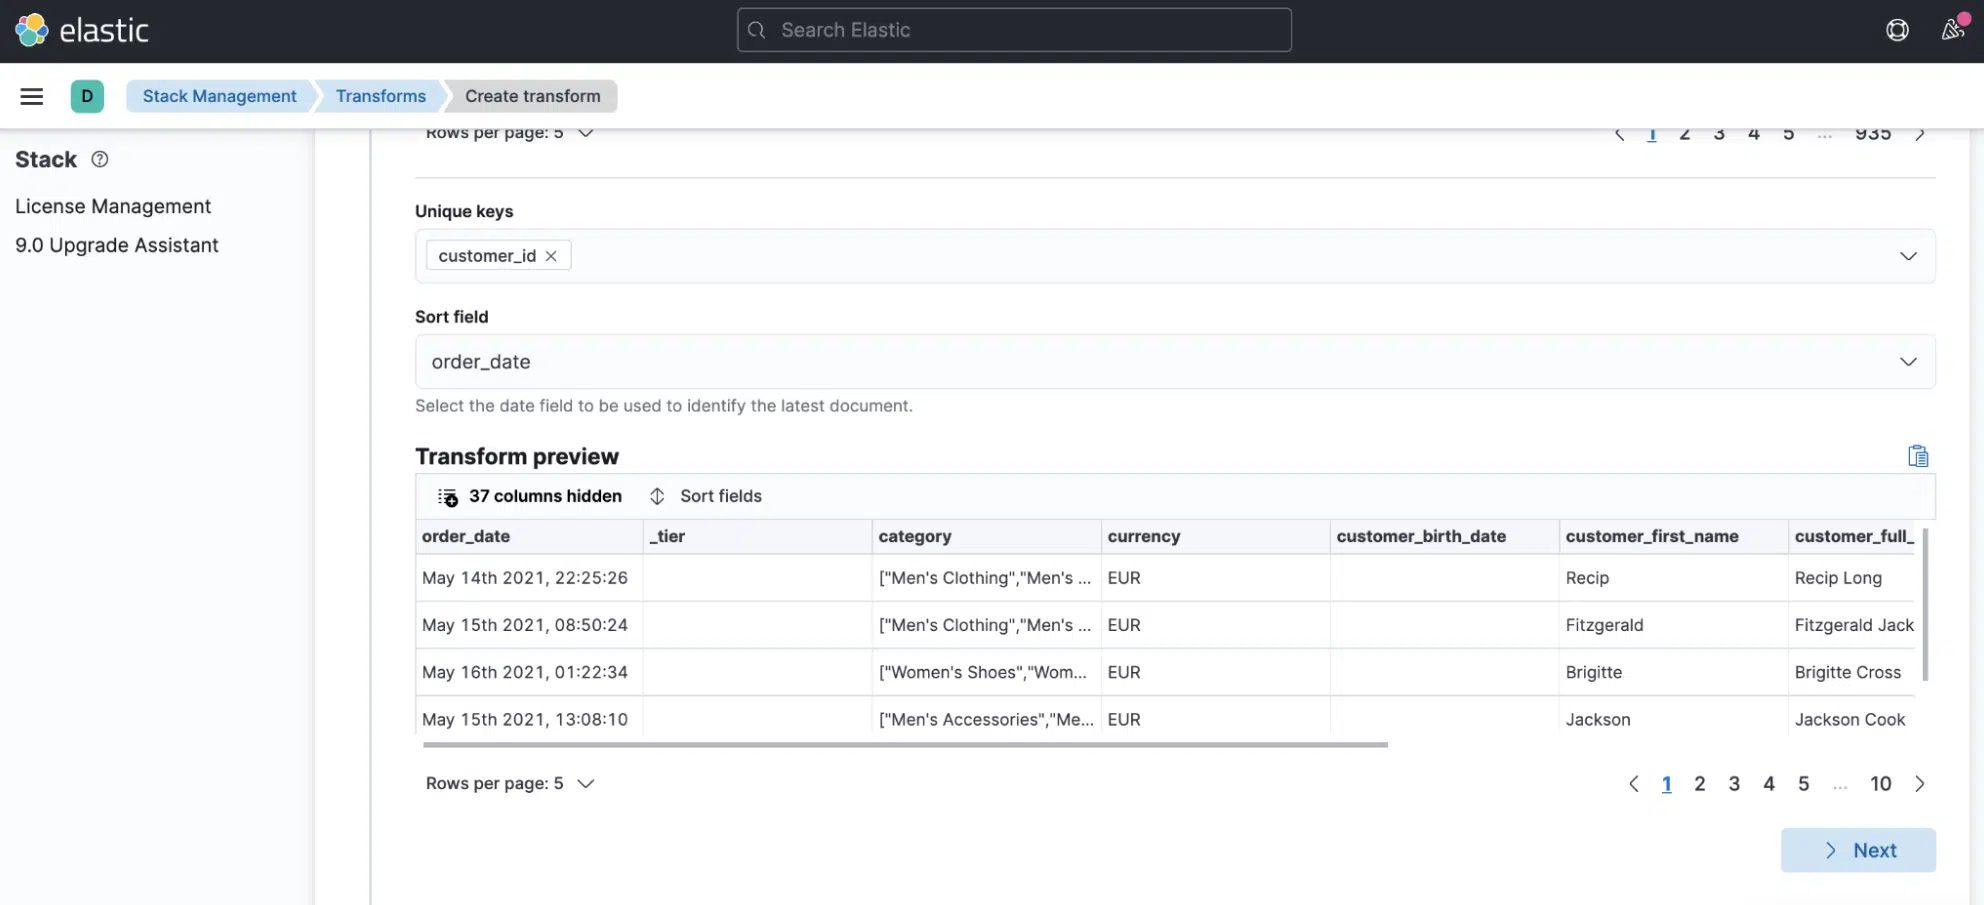 elastic
Search Elastic
D
Stack Management
Transforms
Create transform
Rows per page: 5
1 2 3 4 5 ... 935
Stack
License Management
9.0 Upgrade Assistant
Unique keys
customer_id
Sort field
order_date
Select the date field to be used to identify the latest document.
Transform preview
37 columns hidden
Sort fields
order_date _tier category currency customer_birth_date customer_first_name customer_full_
May 14th 2021, 22:25:26 ["Men's Clothing","Men's ... EUR Recip Recip Long
May 15th 2021, 08:50:24 ["Men's Clothing","Men's ... EUR Fitzgerald Fitzgerald Jack
May 16th 2021, 01:22:34 ["Women's Shoes","Wom... EUR Brigitte Brigitte Cross
May 15th 2021, 13:08:10 ["Men's Accessories","Me... EUR Jackson Jackson Cook
Rows per page: 5
1 2 3 4 5 ... 10
Next